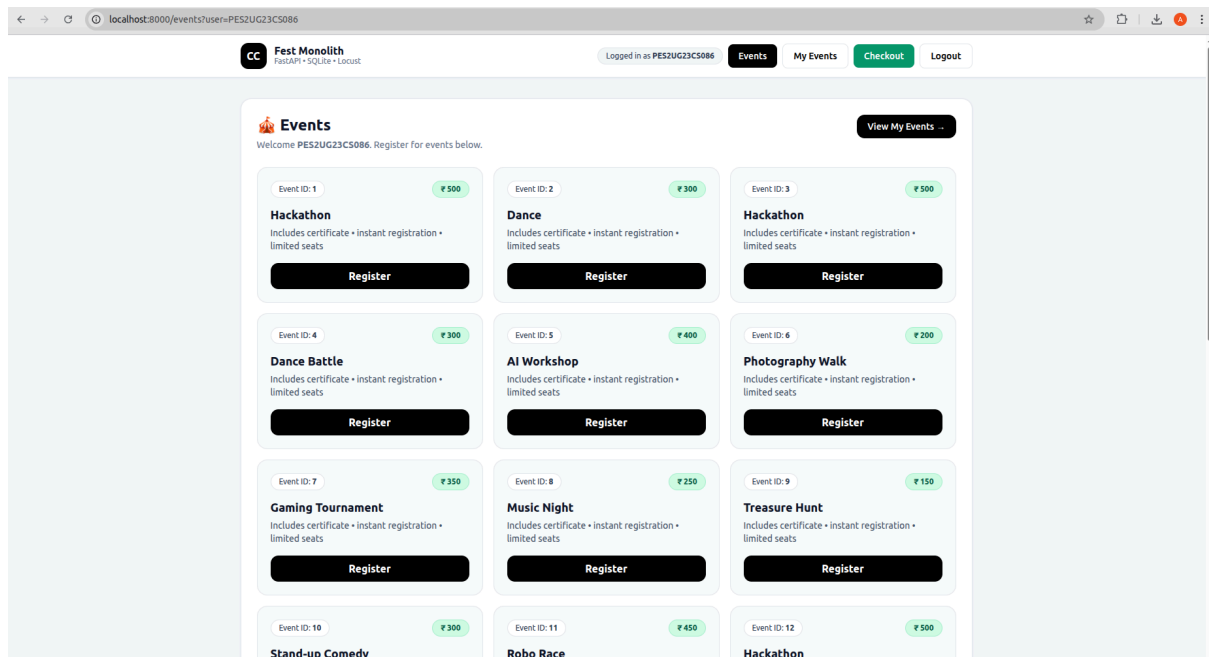 localhost:8000/events?user=PES2UG23CS086
A
CC
Fest Monolith
FastAPI • SQLite • Locust
Logged in as PES2UG23CS086
Events
My Events
Checkout
Logout
🎪 Events
Welcome PES2UG23CS086. Register for events below.
View My Events →
Event ID: 1
₹ 500
Hackathon
Includes certificate • instant registration •
limited seats
Register
Event ID: 2
₹ 300
Dance
Includes certificate • instant registration •
limited seats
Register
Event ID: 3
₹ 500
Hackathon
Includes certificate • instant registration •
limited seats
Register
Event ID: 4
₹ 300
Dance Battle
Includes certificate • instant registration •
limited seats
Register
Event ID: 5
₹ 400
AI Workshop
Includes certificate • instant registration •
limited seats
Register
Event ID: 6
₹ 200
Photography Walk
Includes certificate • instant registration •
limited seats
Register
Event ID: 7
₹ 350
Gaming Tournament
Includes certificate • instant registration •
limited seats
Register
Event ID: 8
₹ 250
Music Night
Includes certificate • instant registration •
limited seats
Register
Event ID: 9
₹ 150
Treasure Hunt
Includes certificate • instant registration •
limited seats
Register
Event ID: 10
₹ 300
Stand-up Comedy
Event ID: 11
₹ 450
Robo Race
Event ID: 12
₹ 500
Hackathon